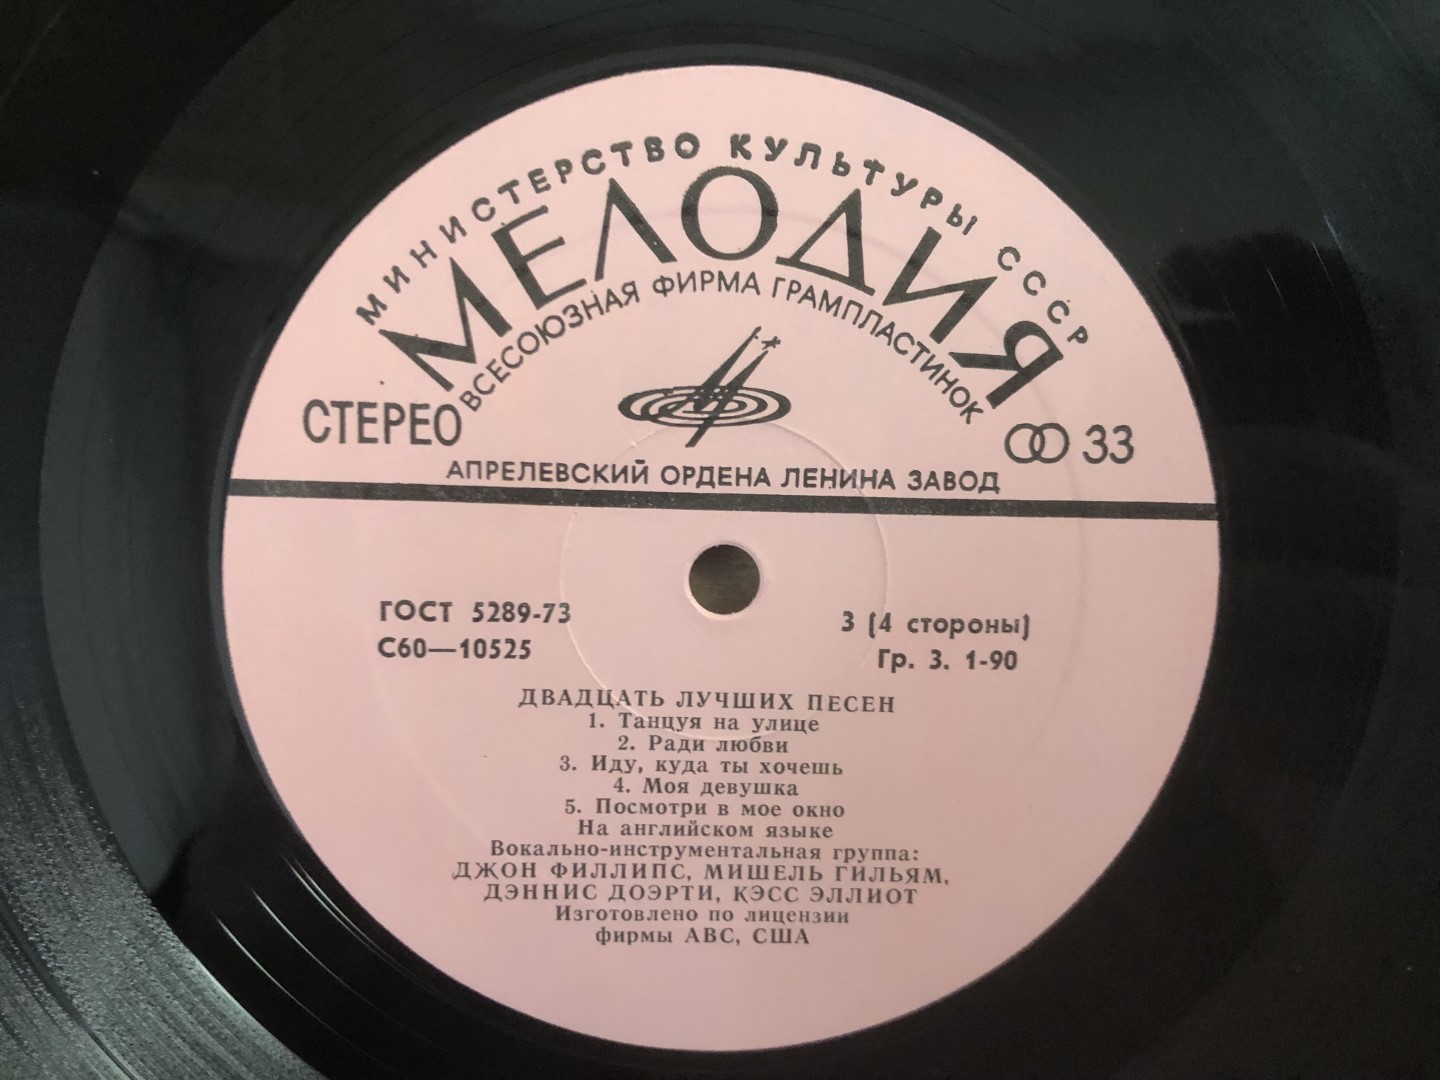 МИНИСТЕРСТВО КУЛЬТУРЫ СССР
МЕЛОДИЯ
ВСЕСОЮЗНАЯ ФИРМА ГРАМПЛАСТИНОК
СТЕРЕО
33
АПРЕЛЕВСКИЙ ОРДЕНА ЛЕНИНА ЗАВОД
ГОСТ 5289-73
С60—10525
3 (4 стороны)
Гр. 3. 1-90
ДВАДЦАТЬ ЛУЧШИХ ПЕСЕН
1. Танцуя на улице
2. Ради любви
3. Иду, куда ты хочешь
4. Моя девушка
5. Посмотри в мое окно
На английском языке
Вокально-инструментальная группа:
ДЖОН ФИЛЛИПС, МИШЕЛЬ ГИЛЬЯМ,
ДЭННИС ДОЭРТИ, КЭСС ЭЛЛИОТ
Изготовлено по лицензии
фирмы ABC, США